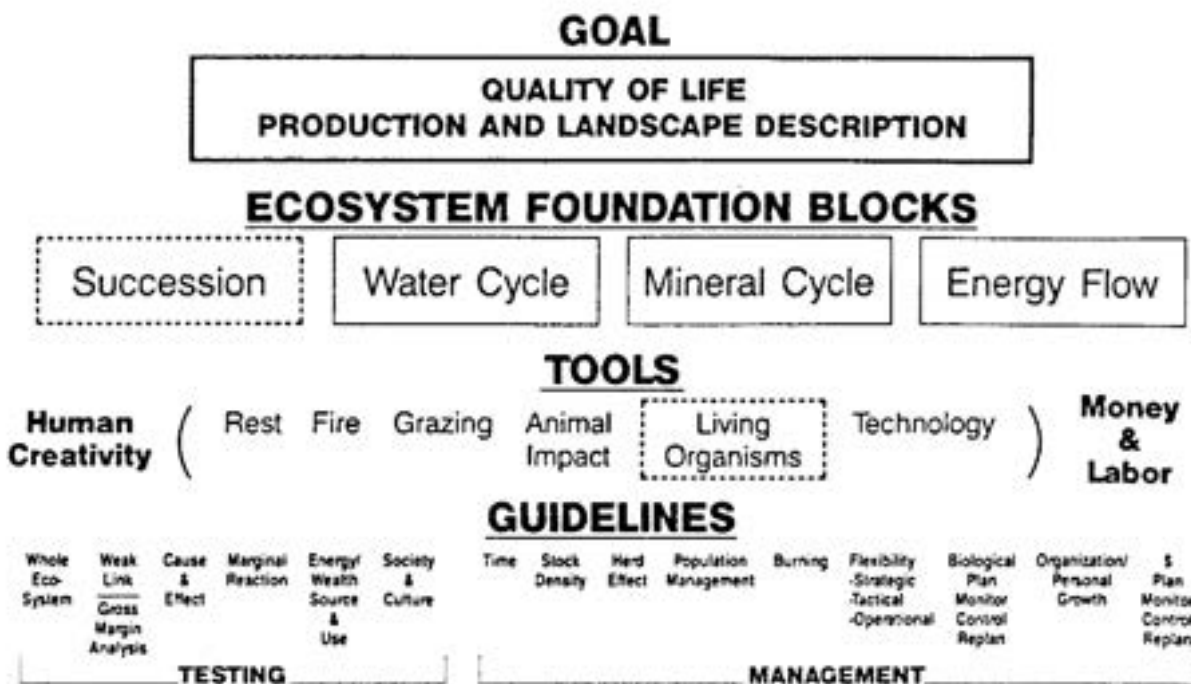 GOAL
QUALITY OF LIFE
PRODUCTION AND LANDSCAPE DESCRIPTION
ECOSYSTEM FOUNDATION BLOCKS
Succession
Water Cycle
Mineral Cycle
Energy Flow
TOOLS
Human
Creativity
(
Rest
Fire
Grazing
Animal
Impact
Living
Organisms
Technology
)
Money
&
Labor
GUIDELINES
Whole
Eco-
System
Weak
Link
Gross
Margin
Analysis
Cause
&
Effect
Marginal
Reaction
Energy/
Wealth
Source
&
Use
Society
&
Culture
Time
Stock
Density
Herd
Effect
Population
Management
Burning
Flexibility
-Strategic
-Tactical
-Operational
Biological
Plan
Monitor
Control
Replan
Organization/
Personal
Growth
$
Plan
Monitor
Control
Replan
TESTING
MANAGEMENT